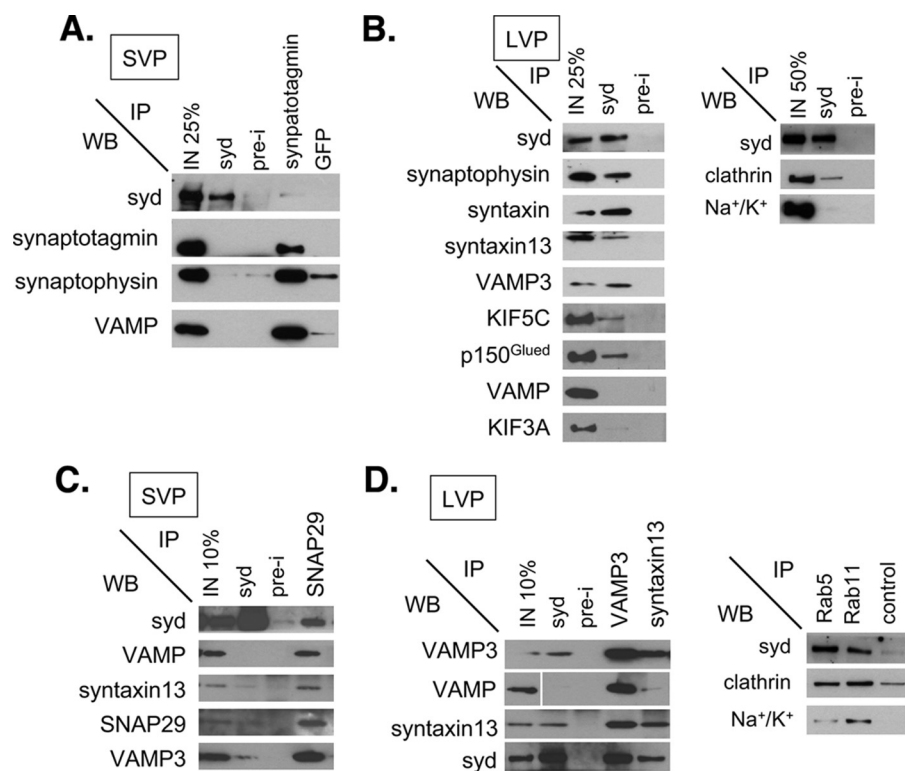 A.
SVP
IP
WB
IN 25%
syd
pre-i
synpatotagmin
GFP
syd
synaptotagmin
synaptophysin
VAMP
B.
LVP
IP
WB
IN 25%
syd
pre-i
syd
synaptophysin
syntaxin
syntaxin13
VAMP3
KIF5C
p150Glued
VAMP
KIF3A
IP
WB
IN 50%
syd
pre-i
syd
clathrin
Na+/K+
C.
SVP
IP
WB
IN 10%
syd
pre-i
SNAP29
syd
VAMP
syntaxin13
SNAP29
VAMP3
D.
LVP
IP
WB
IN 10%
syd
pre-i
VAMP3
syntaxin13
VAMP3
VAMP
syntaxin13
syd
IP
WB
Rab5
Rab11
control
syd
clathrin
Na+/K+